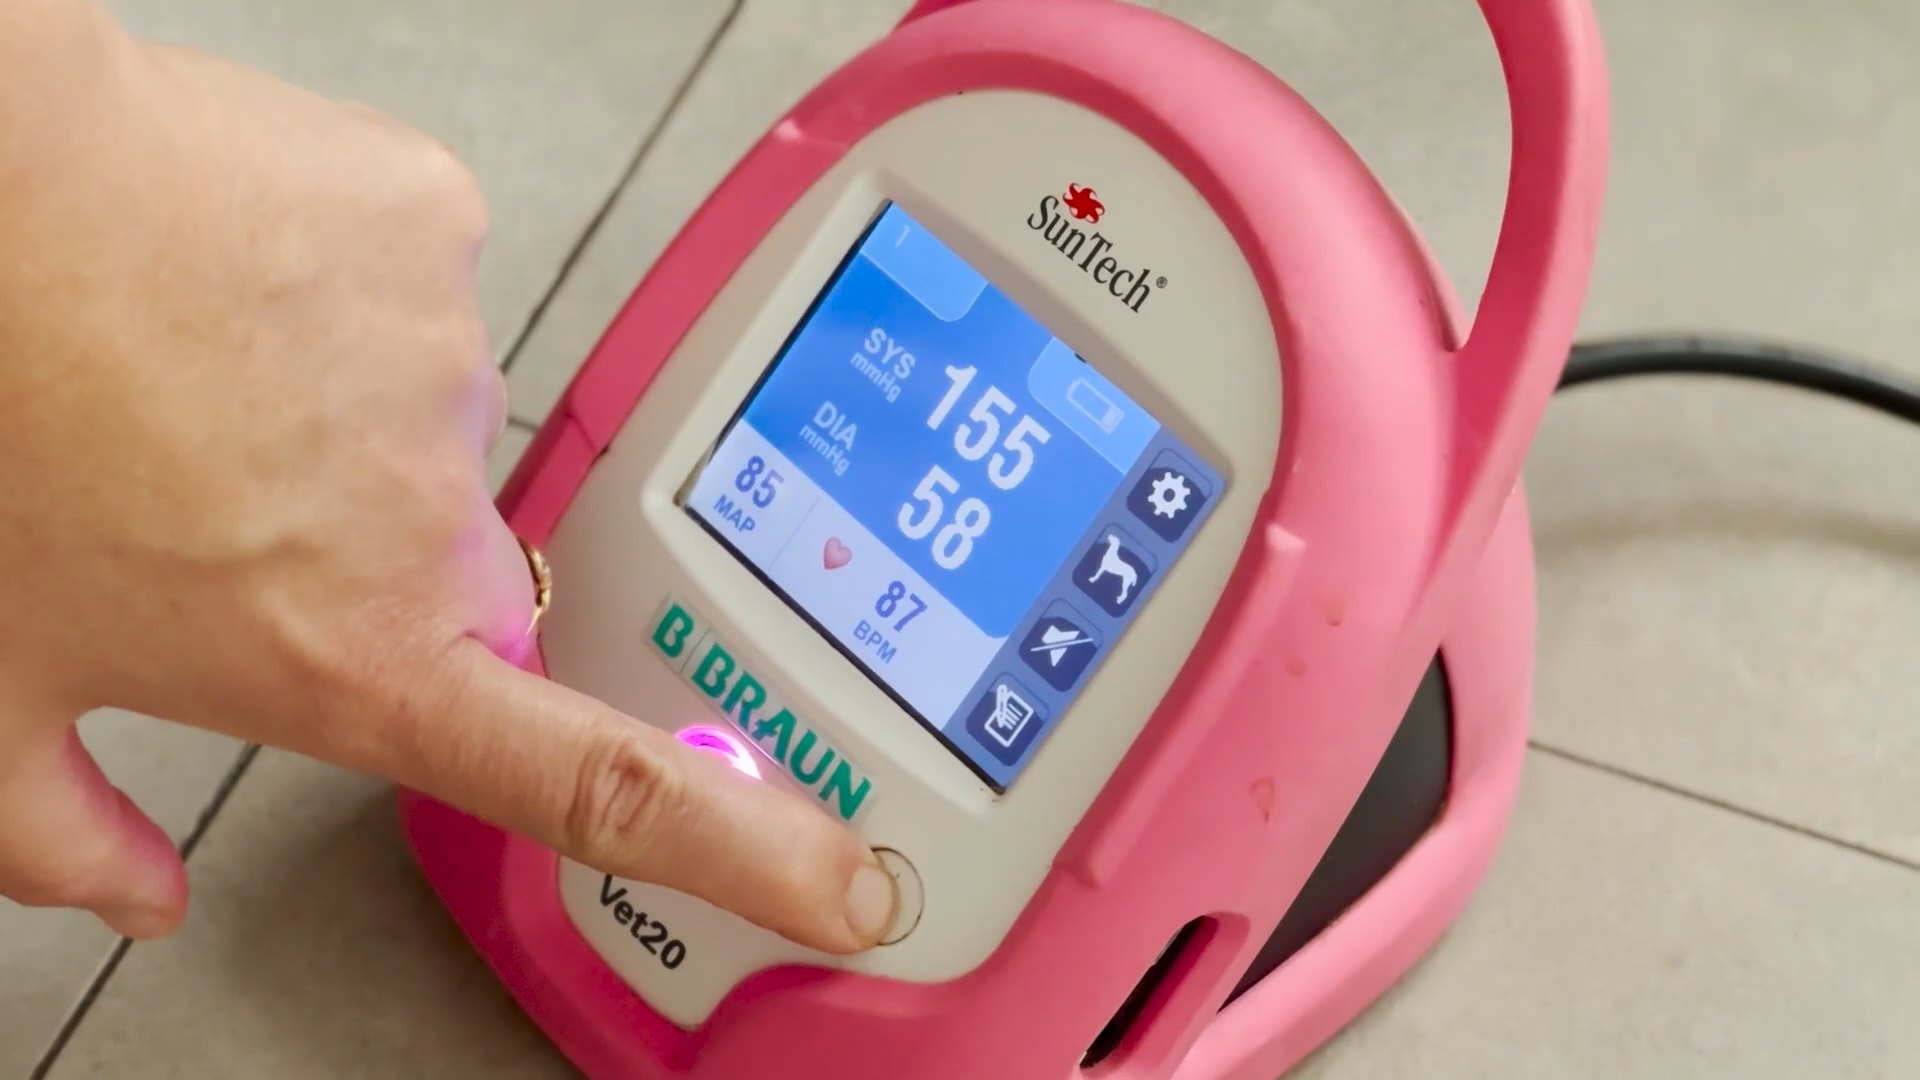 SunTech®
1
SYS
mmHg
155
DIA
mmHg
58
85
MAP
87
BPM
B|BRAUN
Vet20